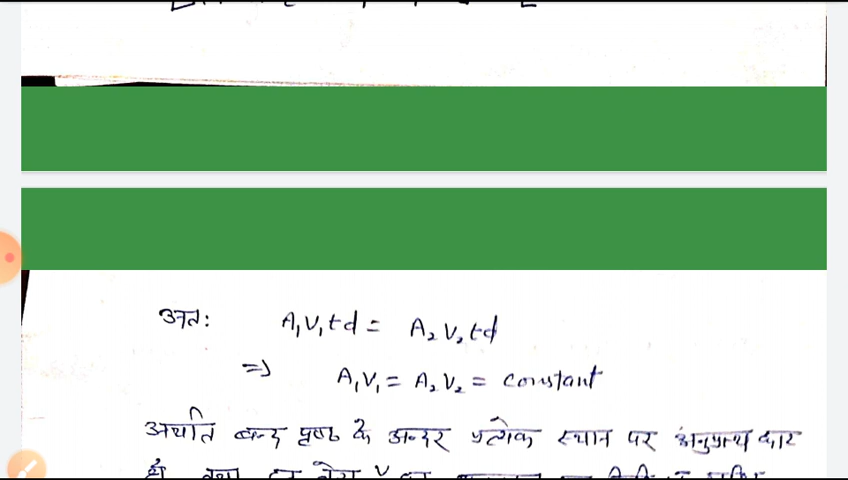 अतः A₁V₁td = A₂V₂td
=> A₁V₁ = A₂V₂ = constant
अर्थात बन्द पृष्ठ के अन्दर प्रत्येक स्थान पर अनुप्रस्थ काट